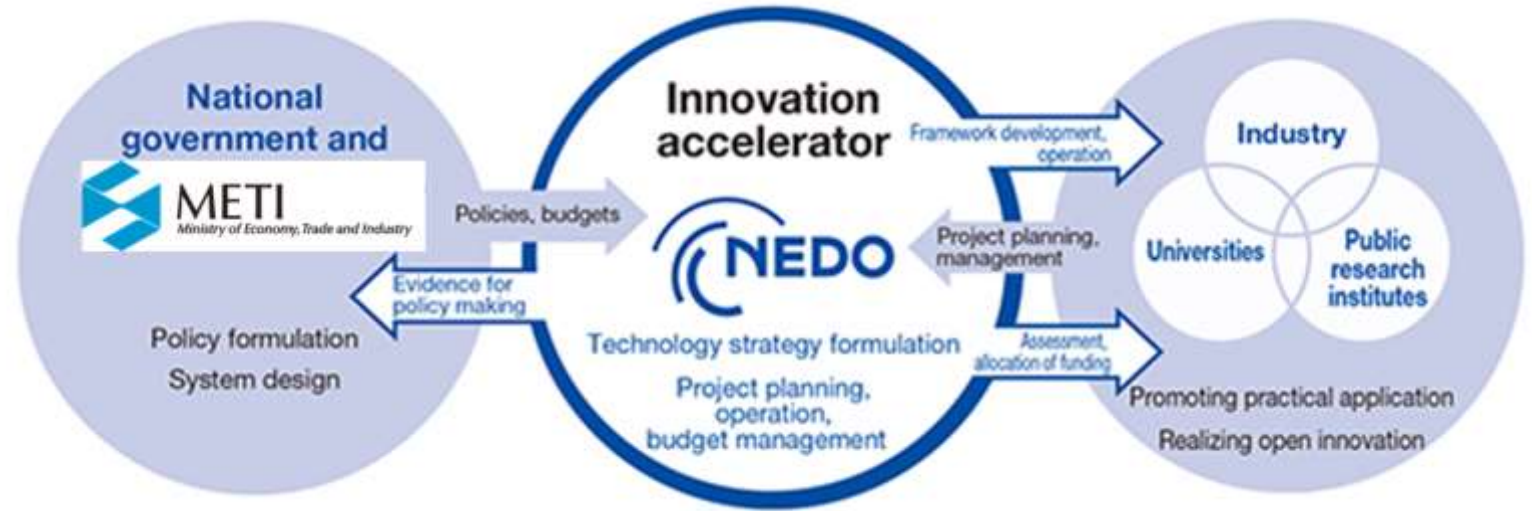 National
government and
METI
Ministry of Economy, Trade and Industry
Policies, budgets
Evidence for
policy making
Policy formulation
System design
Innovation
accelerator
NEDO
Technology strategy formulation
Project planning,
operation,
budget management
Framework development,
operation
Project planning,
management
Assessment,
allocation of funding
Industry
Universities
Public
research
institutes
Promoting practical application
Realizing open innovation